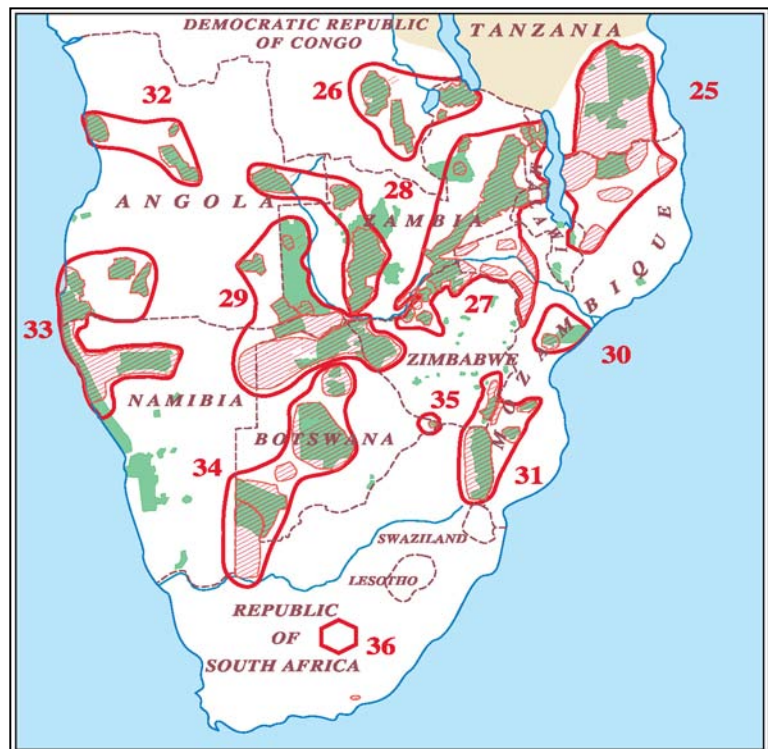 DEMOCRATIC REPUBLIC
OF CONGO
TANZANIA
32
26
25
28
ANGOLA
ZAMBIA
MALAWI
MOZAMBIQUE
29
27
33
30
ZIMBABWE
NAMIBIA
35
BOTSWANA
34
31
SWAZILAND
LESOTHO
REPUBLIC
OF
SOUTH AFRICA
36